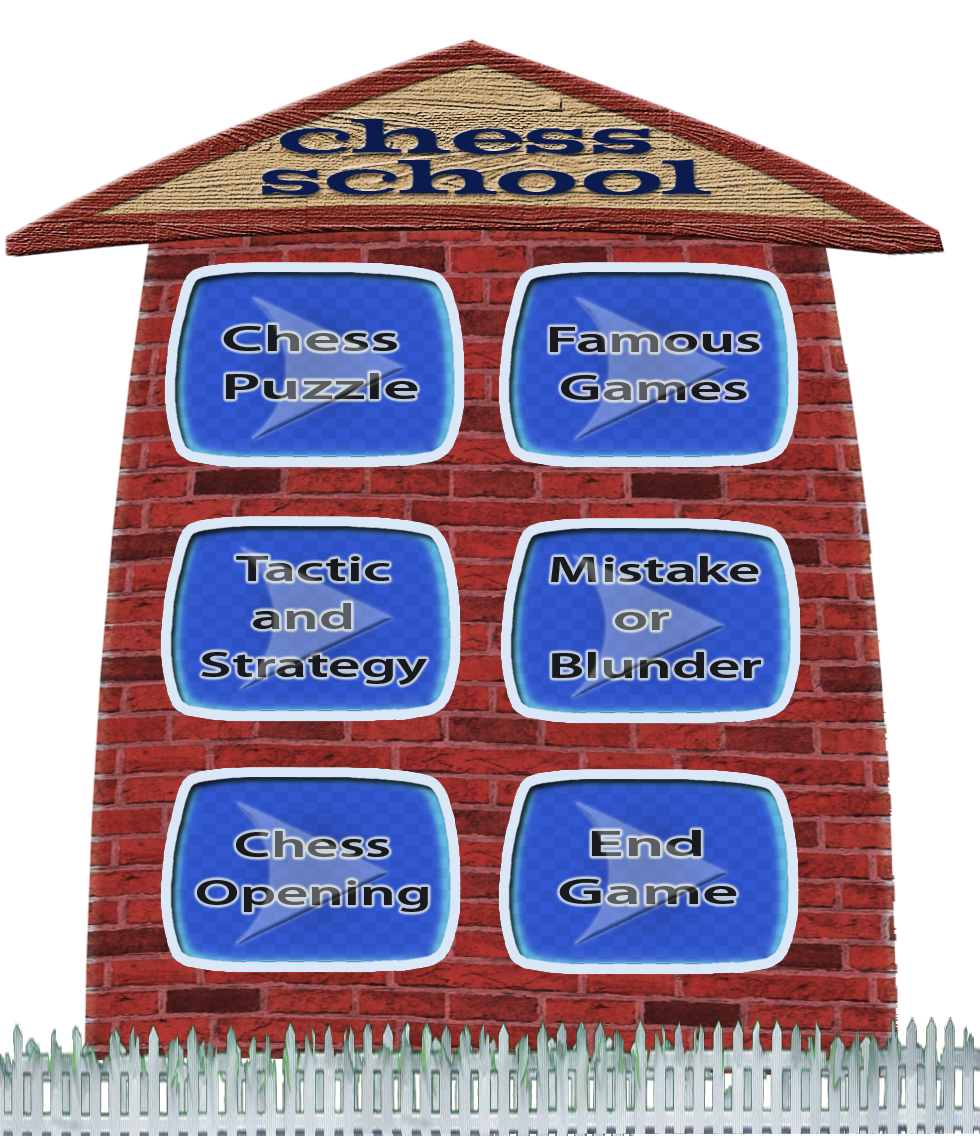 chess
school
Chess
Puzzle
Famous
Games
Tactic
and
Strategy
Mistake
or
Blunder
Chess
Opening
End
Game